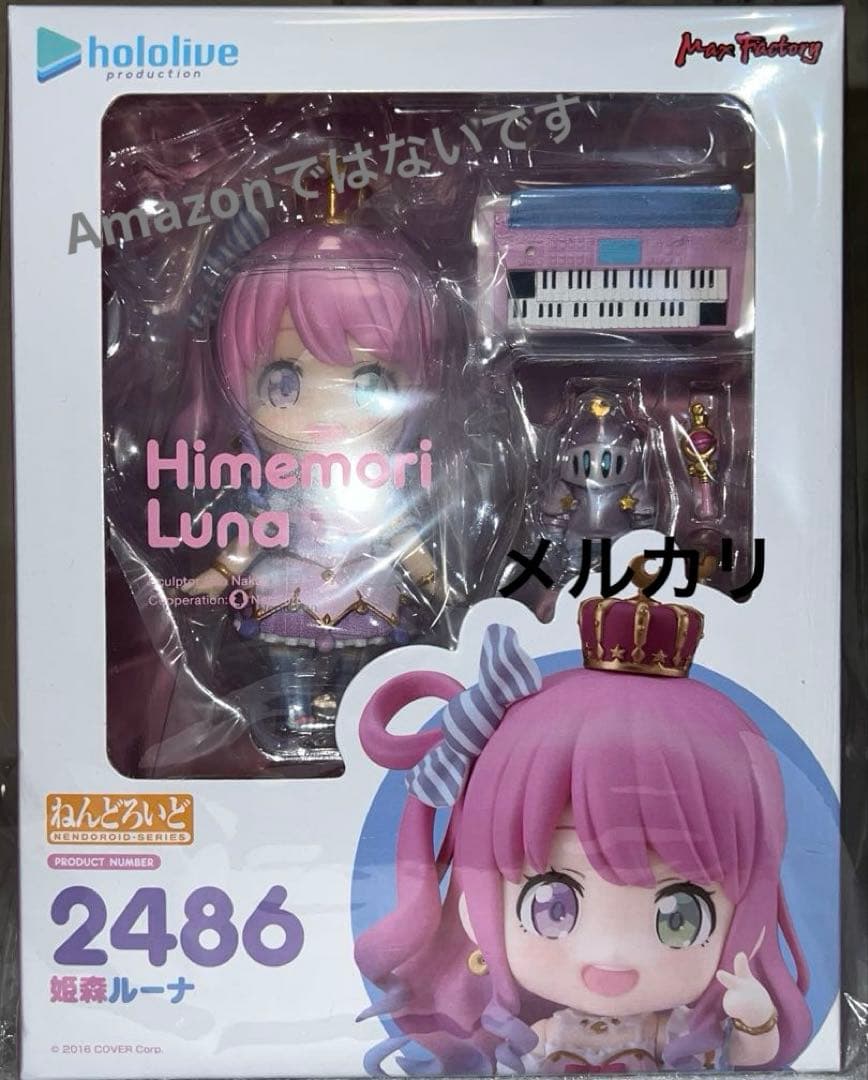 hololive
production
Max Factory
Amazonではないです
Himemori
Luna
メルカリ
ねんどろいど
NENDOROID-SERIES
PRODUCT NUMBER
2486
姫森ルーナ
© 2016 COVER Corp.